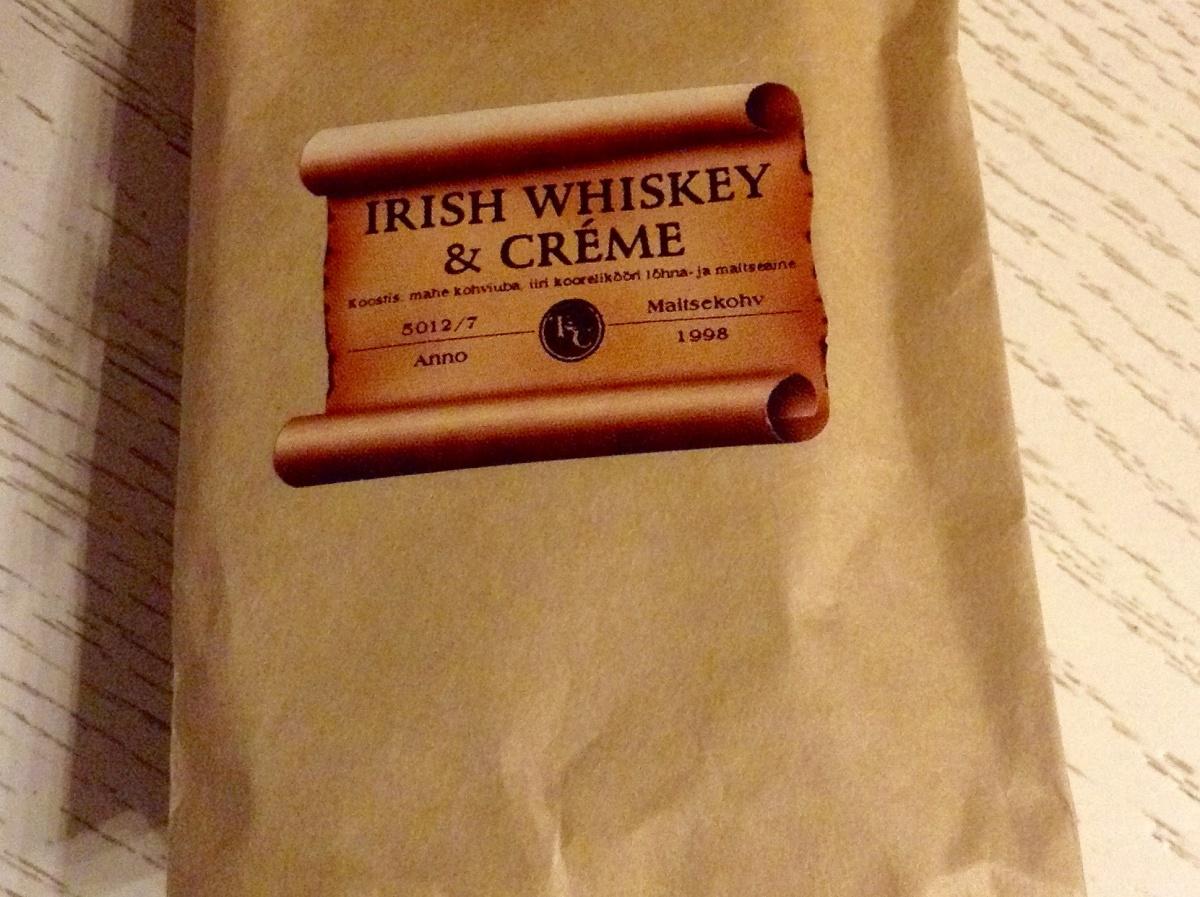 IRISH WHISKEY
& CRÉME
Koostis: mahe kohviuba, iiri koorelikööri lõhna- ja maitseaine
5012/7
Maitsekohv
Anno
1998